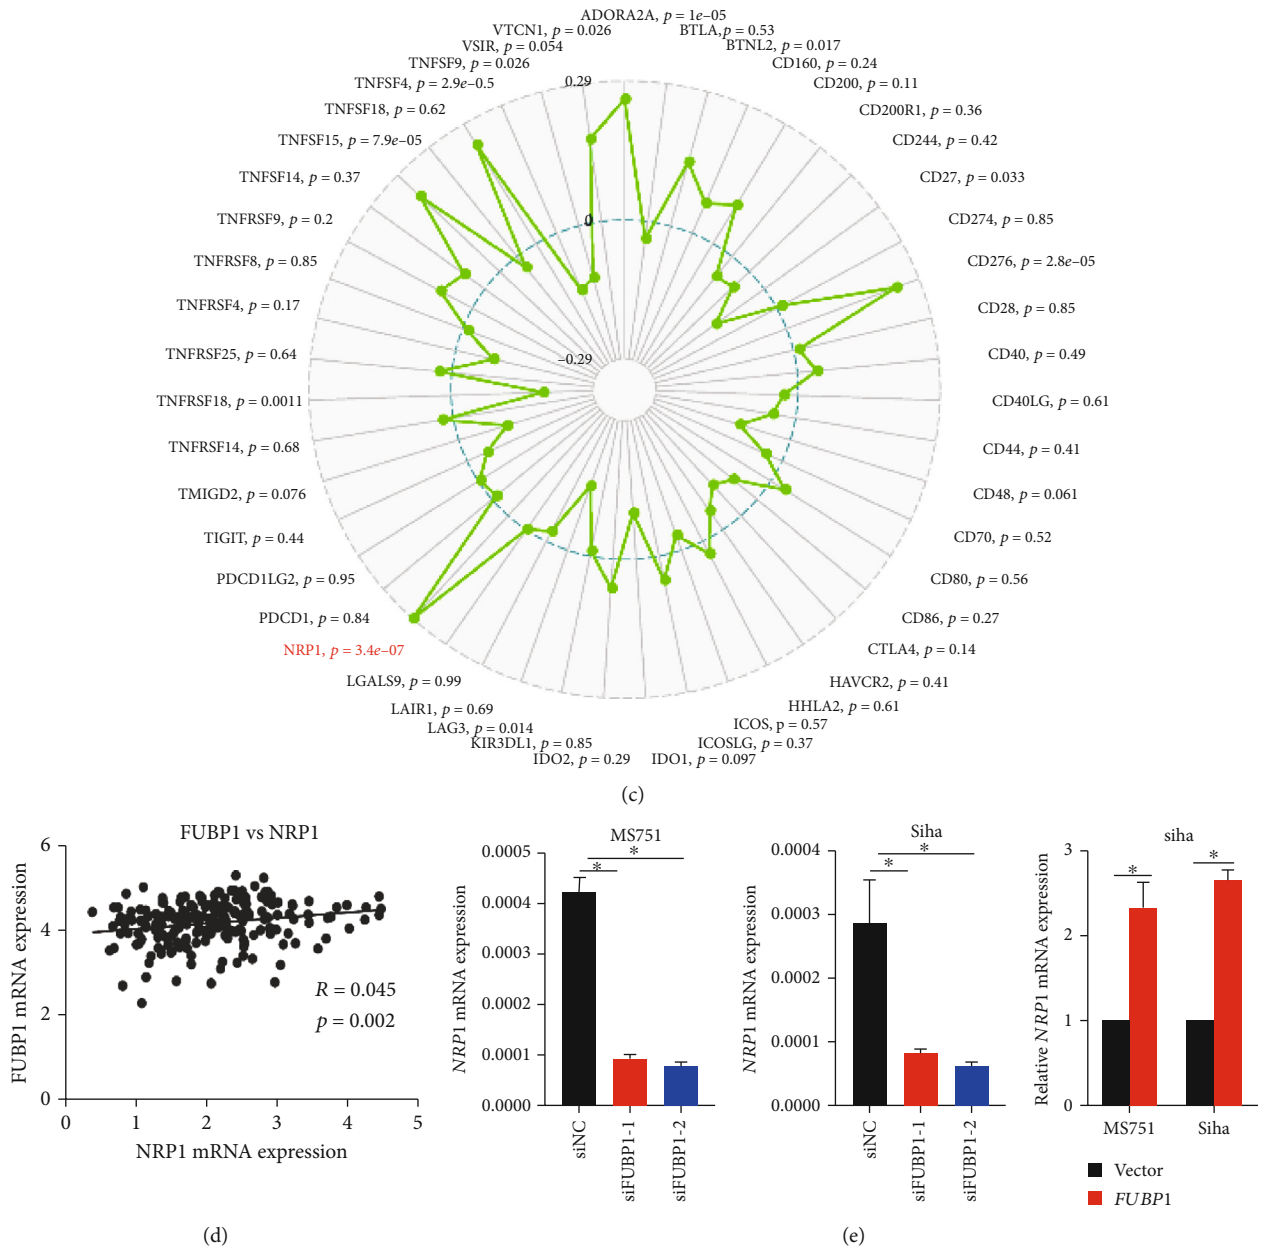 ADORA2A, p = 1e–05
VTCN1, p = 0.026
BTLA, p = 0.53
VSIR, p = 0.054
BTNL2, p = 0.017
TNFSF9, p = 0.026
CD160, p = 0.24
TNFSF4, p = 2.9e–0.5
0.29
CD200, p = 0.11
TNFSF18, p = 0.62
CD200R1, p = 0.36
TNFSF15, p = 7.9e–05
CD244, p = 0.42
TNFSF14, p = 0.37
CD27, p = 0.033
TNFRSF9, p = 0.2
0
CD274, p = 0.85
TNFRSF8, p = 0.85
CD276, p = 2.8e–05
TNFRSF4, p = 0.17
CD28, p = 0.85
TNFRSF25, p = 0.64
–0.29
CD40, p = 0.49
TNFRSF18, p = 0.0011
CD40LG, p = 0.61
TNFRSF14, p = 0.68
CD44, p = 0.41
TMIGD2, p = 0.076
CD48, p = 0.061
TIGIT, p = 0.44
CD70, p = 0.52
PDCD1LG2, p = 0.95
CD80, p = 0.56
PDCD1, p = 0.84
CD86, p = 0.27
NRP1, p = 3.4e–07
CTLA4, p = 0.14
LGALS9, p = 0.99
HAVCR2, p = 0.41
LAIR1, p = 0.69
HHLA2, p = 0.61
LAG3, p = 0.014
ICOS, p = 0.57
KIR3DL1, p = 0.85
ICOSLG, p = 0.37
IDO2, p = 0.29
IDO1, p = 0.097
(c)
FUBP1 vs NRP1
FUBP1 mRNA expression
6
4
2
0
R = 0.045
p = 0.002
0 1 2 3 4 5
NRP1 mRNA expression
(d)
MS751
NRP1 mRNA expression
0.0005
0.0004
0.0003
0.0002
0.0001
0.0000
* *
siNC
siFUBP1-1
siFUBP1-2
Siha
NRP1 mRNA expression
0.0004
0.0003
0.0002
0.0001
0.0000
* *
siNC
siFUBP1-1
siFUBP1-2
siha
Relative NRP1 mRNA expression
3
2
1
0
* *
MS751 Siha
Vector
FUBP1
(e)